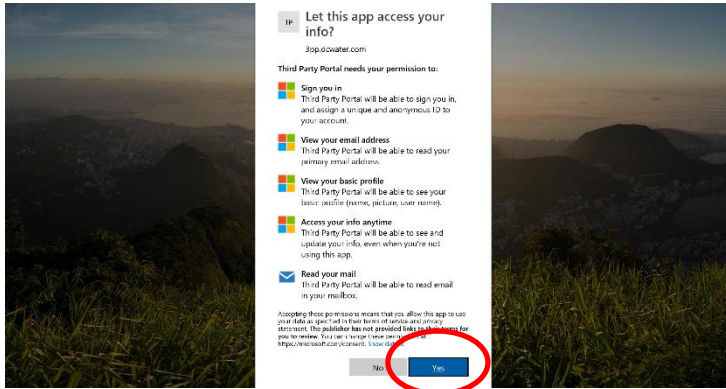 TP
Let this app access your
info?
3pp.dcwater.com
Third Party Portal needs your permission to:
Sign you in
Third Party Portal will be able to sign you in,
and assign a unique and anonymous ID to
your account.
View your email address
Third Party Portal will be able to read your
primary email address.
View your basic profile
Third Party Portal will be able to see your
basic profile (name, picture, user name).
Access your info anytime
Third Party Portal will be able to see and
update your info, even when you're not
using this app.
Read your mail
Third Party Portal will be able to read email
in your mailbox.
Accepting these permissions means that you allow this app to use
your data as specified in their terms of service and privacy
statement. The publisher has not provided links to their terms for
you to review. You can change these permissions at
https://microsoft.com/consent. Show
No
Yes